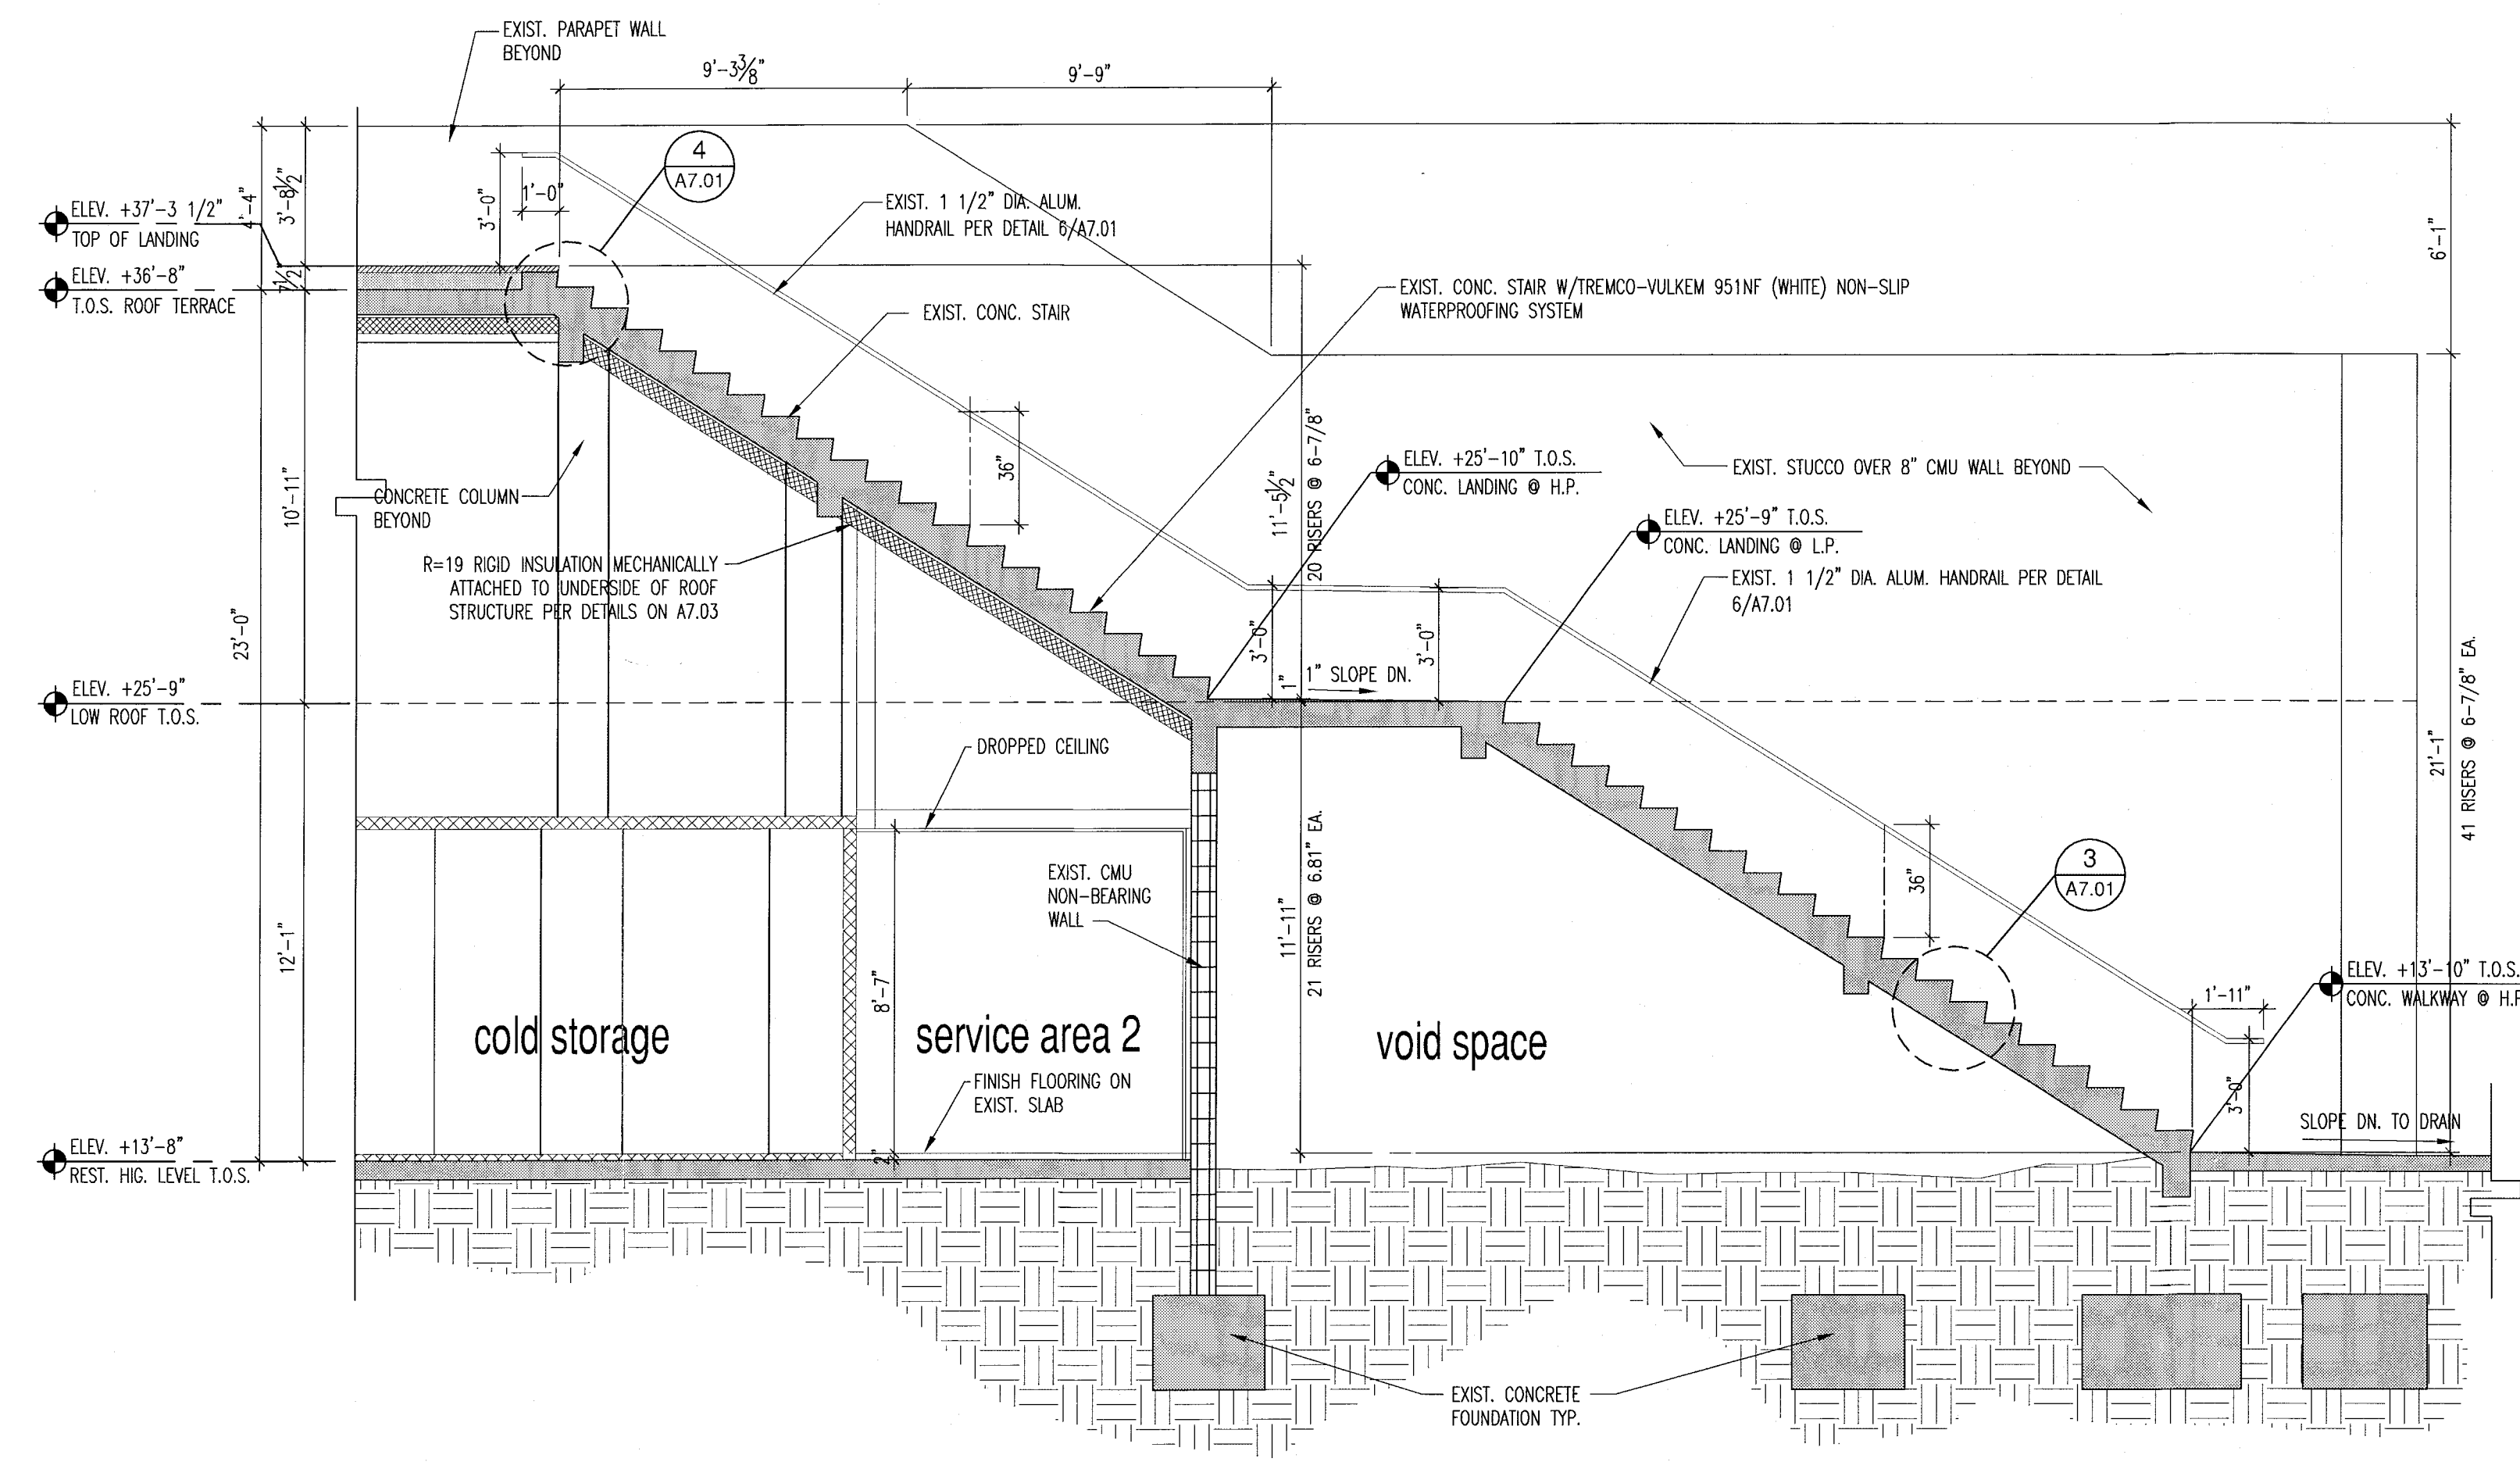 EXIST. PARAPET WALL
BEYOND
9'-3 3/8"
9'-9"
4
A7.01
ELEV. +37'-3 1/2"
TOP OF LANDING
ELEV. +36'-8"
T.O.S. ROOF TERRACE
4'-4"
3'-8 1/2"
7 1/2"
3'-0"
1'-0"
EXIST. 1 1/2" DIA. ALUM.
HANDRAIL PER DETAIL 6/A7.01
EXIST. CONC. STAIR
EXIST. CONC. STAIR W/TREMCO-VULKEM 951NF (WHITE) NON-SLIP
WATERPROOFING SYSTEM
6'-1"
36"
11'-5 1/2"
20 RISERS @ 6-7/8"
ELEV. +25'-10" T.O.S.
CONC. LANDING @ H.P.
EXIST. STUCCO OVER 8" CMU WALL BEYOND
ELEV. +25'-9" T.O.S.
CONC. LANDING @ L.P.
EXIST. 1 1/2" DIA. ALUM. HANDRAIL PER DETAIL
6/A7.01
10'-11"
CONCRETE COLUMN
BEYOND
R=19 RIGID INSULATION MECHANICALLY
ATTACHED TO UNDERSIDE OF ROOF
STRUCTURE PER DETAILS ON A7.03
23'-0"
ELEV. +25'-9"
LOW ROOF T.O.S.
3'-0"
1"
1" SLOPE DN.
3'-0"
21'-1"
41 RISERS @ 6-7/8" EA.
DROPPED CEILING
12'-1"
EXIST. CMU
NON-BEARING
WALL
8'-7"
11'-11"
21 RISERS @ 6.81" EA.
36"
3
A7.01
ELEV. +13'-10" T.O.S.
CONC. WALKWAY @ H.P
1'-11"
3'-0"
cold storage
service area 2
void space
FINISH FLOORING ON
EXIST. SLAB
2"
SLOPE DN. TO DRAIN
ELEV. +13'-8"
REST. HIG. LEVEL T.O.S.
EXIST. CONCRETE
FOUNDATION TYP.